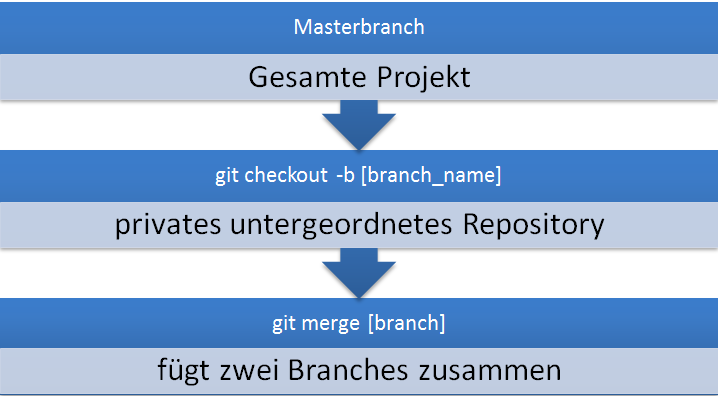 Masterbranch
Gesamte Projekt
git checkout -b [branch_name]
privates untergeordnetes Repository
git merge [branch]
fügt zwei Branches zusammen